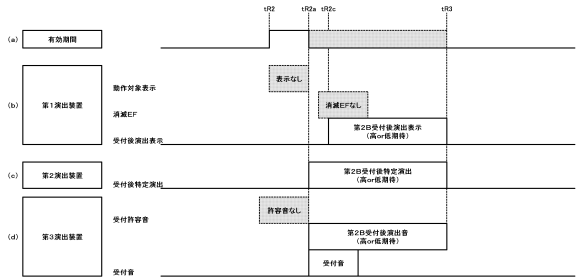 tR2 tR2a tR2c tR3
(a) 有効期間
(b) 第1演出装置
動作対象表示
表示なし
消滅EF
消滅EFなし
受付後演出表示
第2B受付後演出表示
(高or低期待)
(c) 第2演出装置
受付後特定演出
第2B受付後特定演出
(高or低期待)
(d) 第3演出装置
受付許容音
許容音なし
第2B受付後演出音
(高or低期待)
受付音
受付音